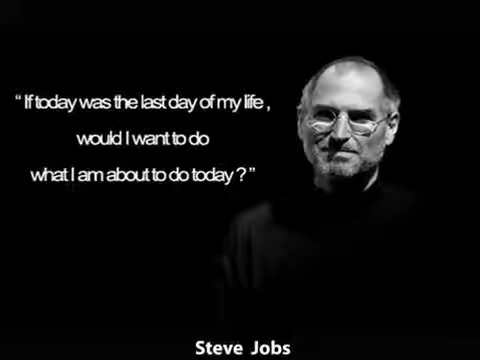 “ If today was the last day of my life ,
would I want to do
what I am about to do today ? ”
Steve Jobs